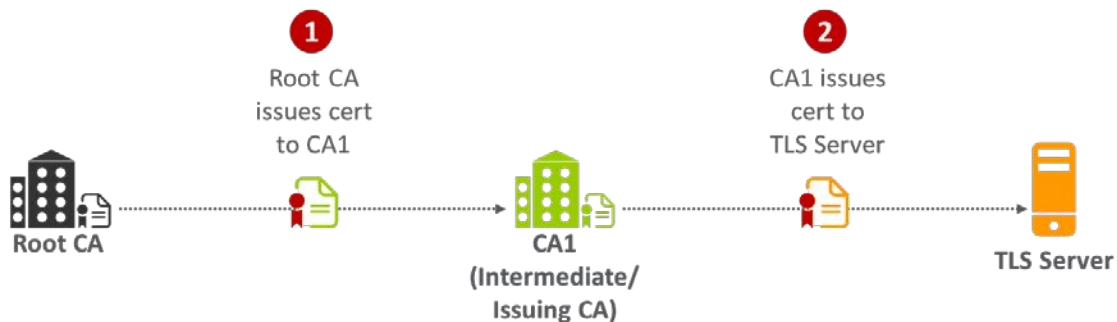 1
Root CA
issues cert
to CA1
2
CA1 issues
cert to
TLS Server
Root CA
CA1
(Intermediate/
Issuing CA)
TLS Server